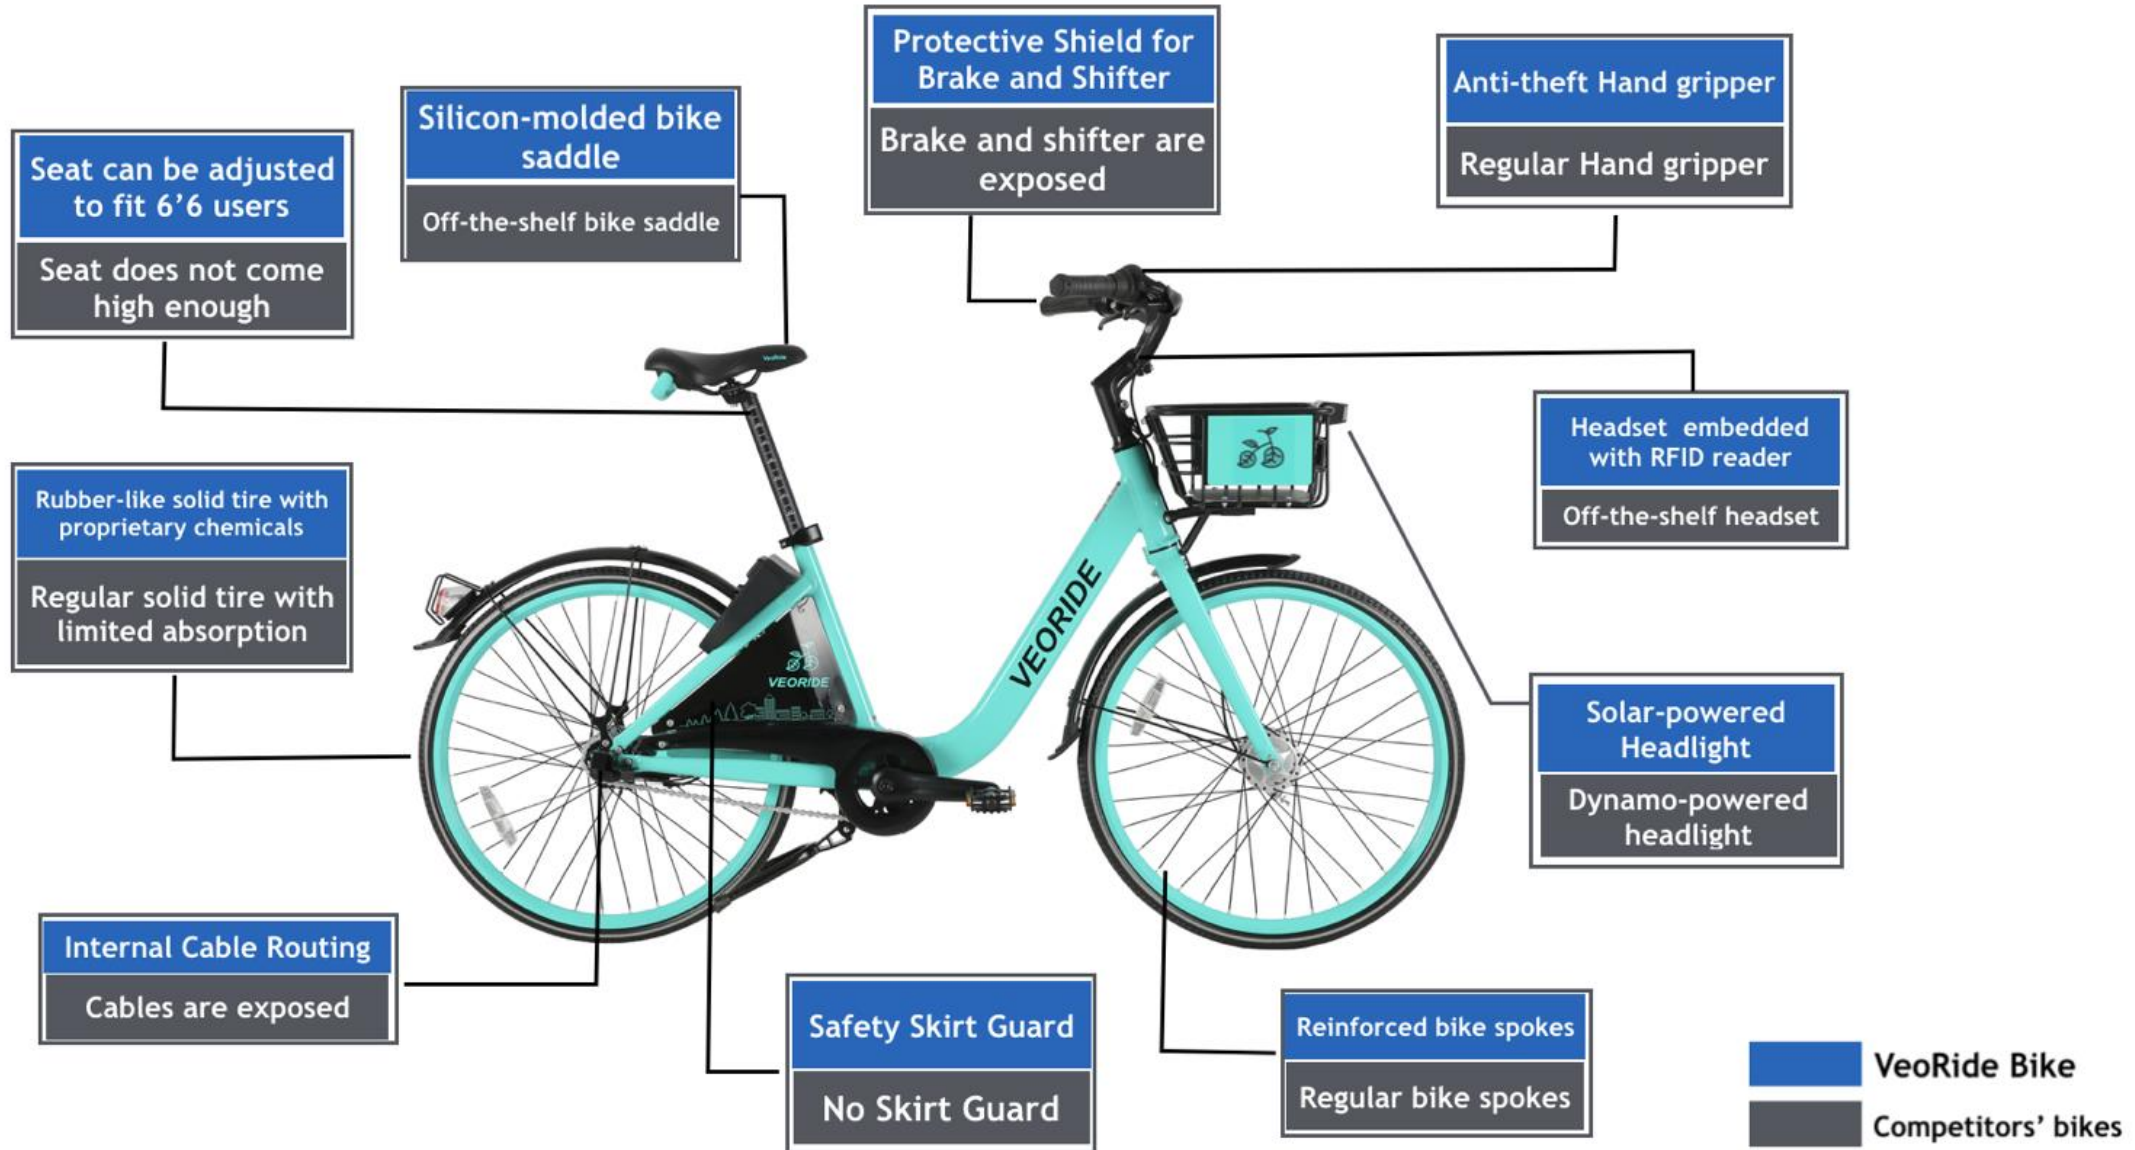 Protective Shield for
Brake and Shifter
Brake and shifter are
exposed
Anti-theft Hand gripper
Regular Hand gripper
Silicon-molded bike
saddle
Off-the-shelf bike saddle
Seat can be adjusted
to fit 6’6 users
Seat does not come
high enough
Headset embedded
with RFID reader
Off-the-shelf headset
Rubber-like solid tire with
proprietary chemicals
Regular solid tire with
limited absorption
VeoRide
VEORIDE
VEORIDE
Solar-powered
Headlight
Dynamo-powered
headlight
Internal Cable Routing
Cables are exposed
Safety Skirt Guard
No Skirt Guard
Reinforced bike spokes
Regular bike spokes
VeoRide Bike
Competitors’ bikes